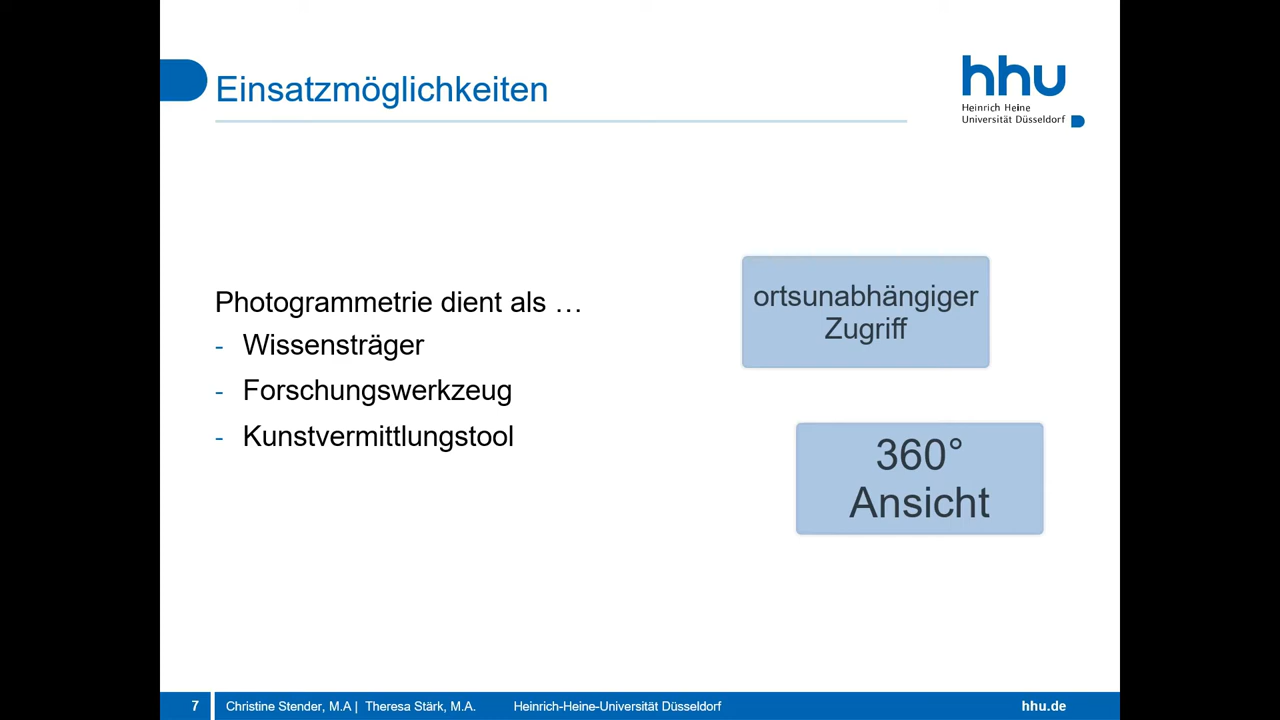 Einsatzmöglichkeiten
hhu
Heinrich Heine
Universität Düsseldorf
Photogrammetrie dient als …
- Wissensträger
- Forschungswerkzeug
- Kunstvermittlungstool
ortsunabhängiger
Zugriff
360°
Ansicht
7 Christine Stender, M.A | Theresa Stärk, M.A. Heinrich-Heine-Universität Düsseldorf hhu.de